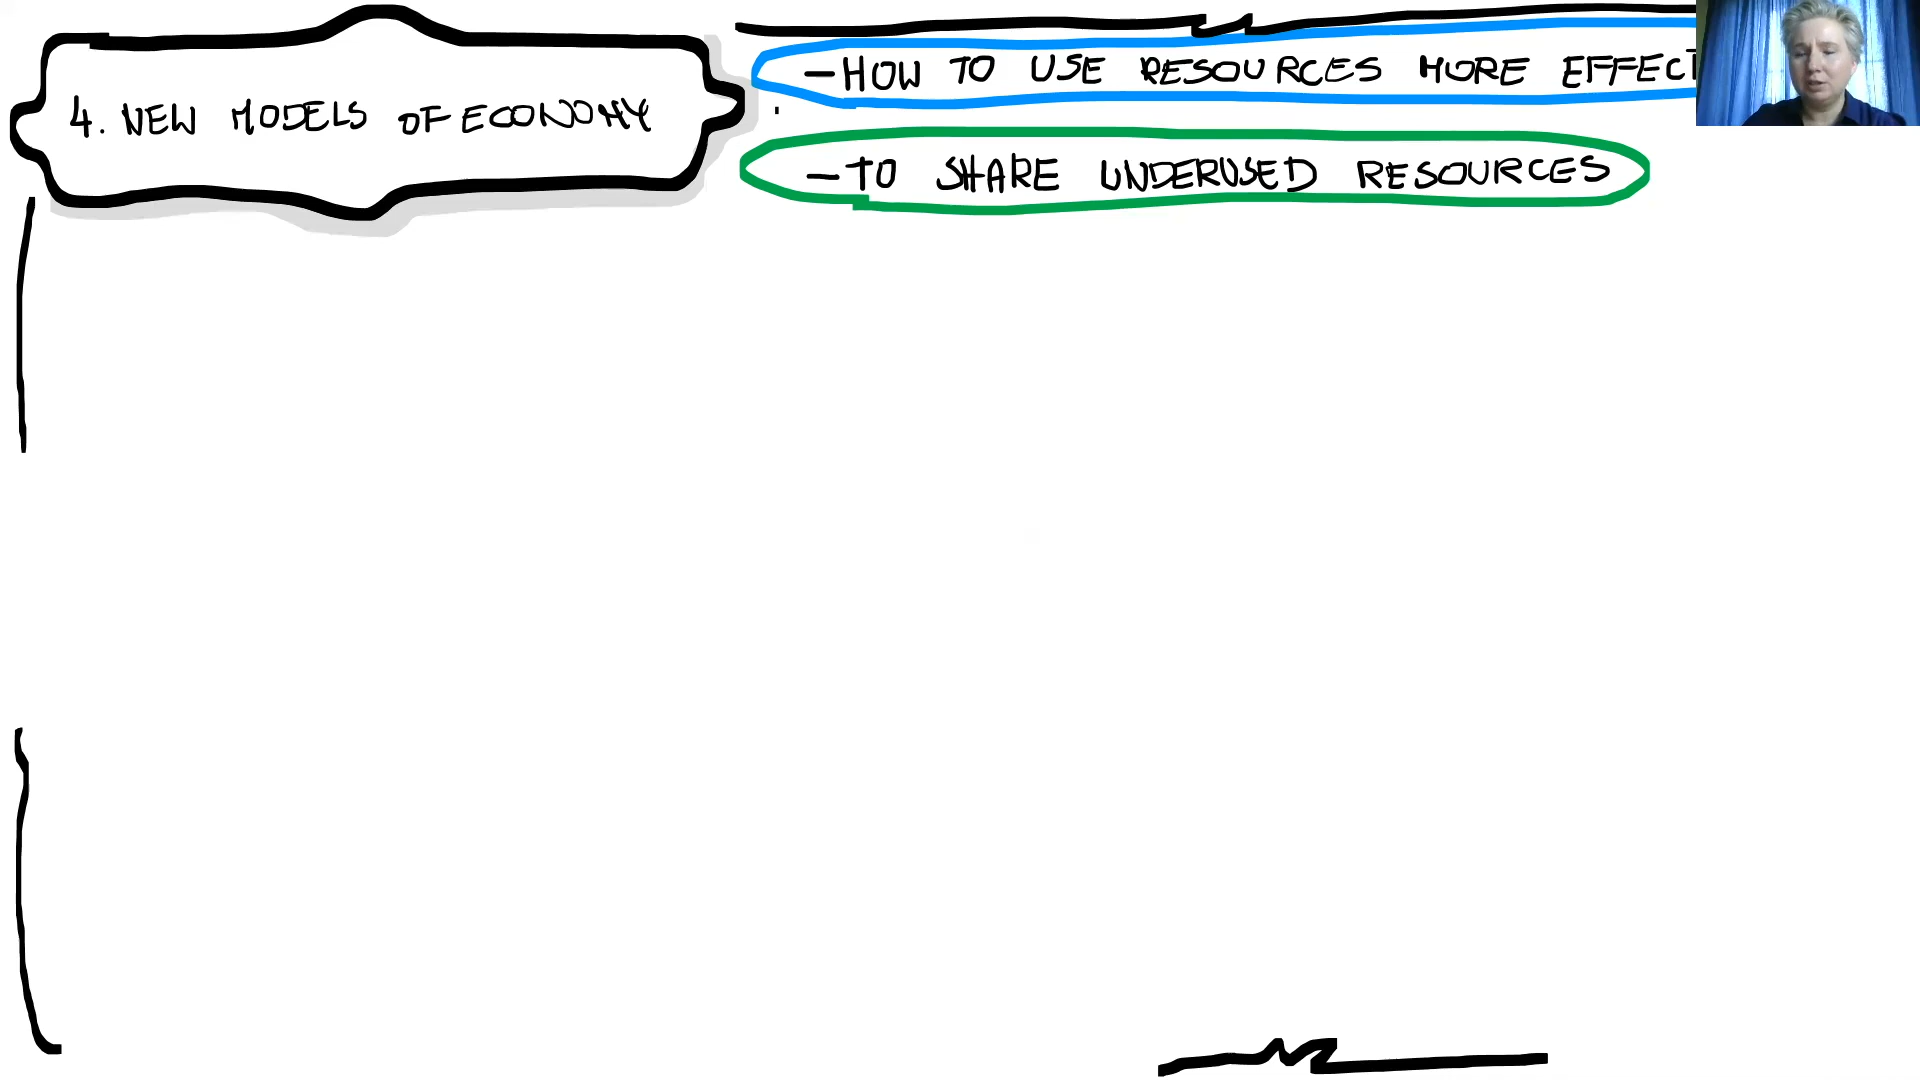 4. NEW MODELS OF ECONOMY
-HOW TO USE RESOURCES MORE EFFECT
-TO SHARE UNDERUSED RESOURCES